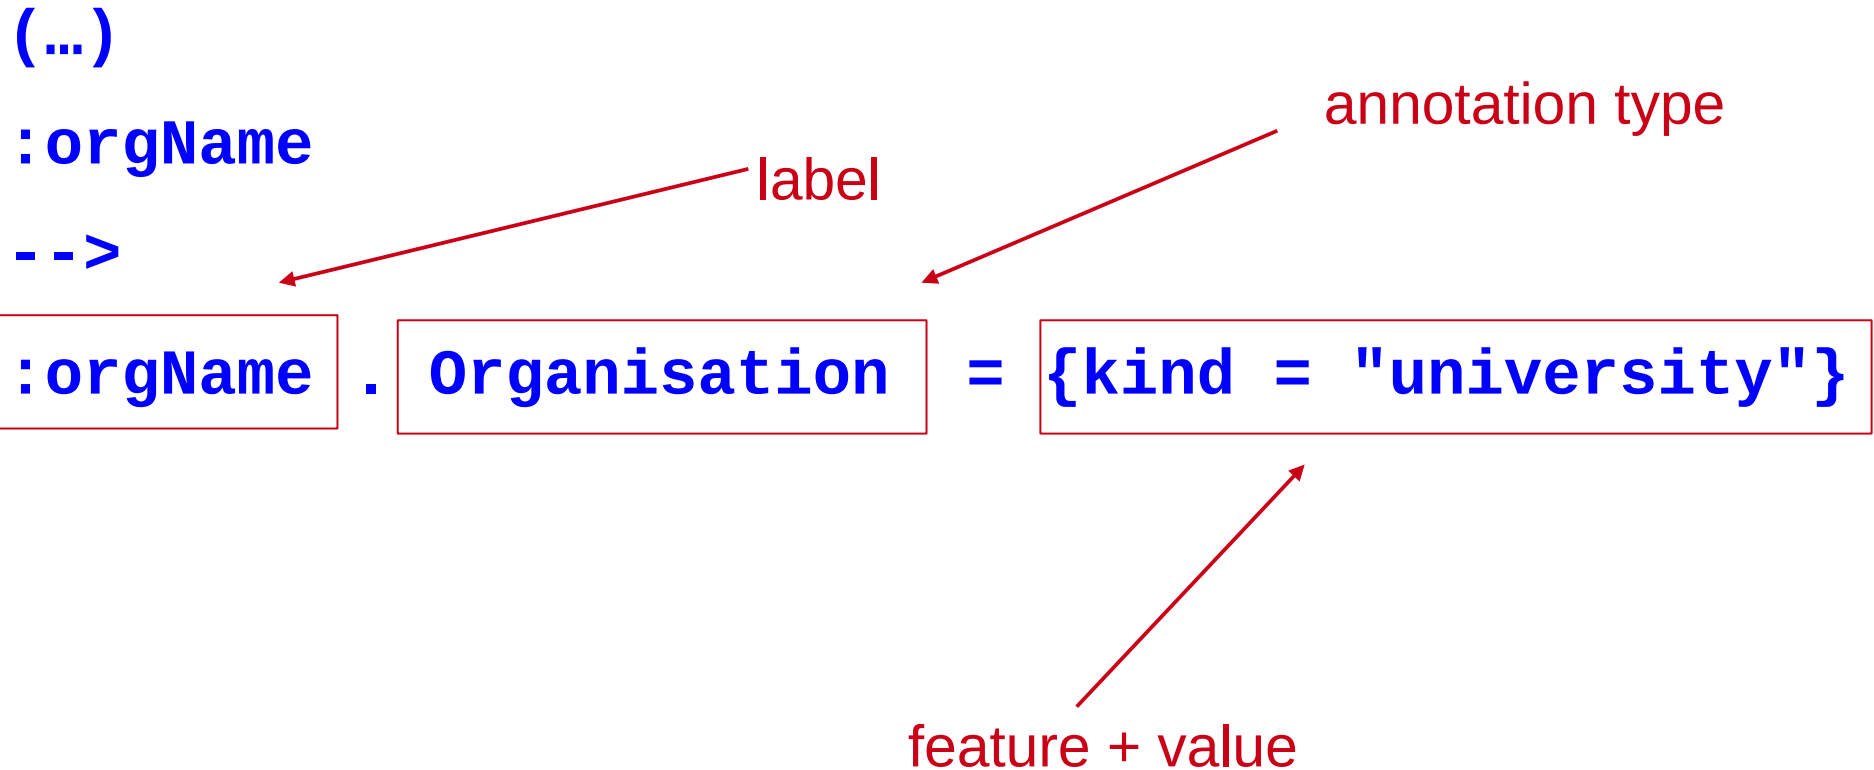 (…)
:orgName
annotation type
label
-->
:orgName . Organisation = {kind = "university"}
feature + value